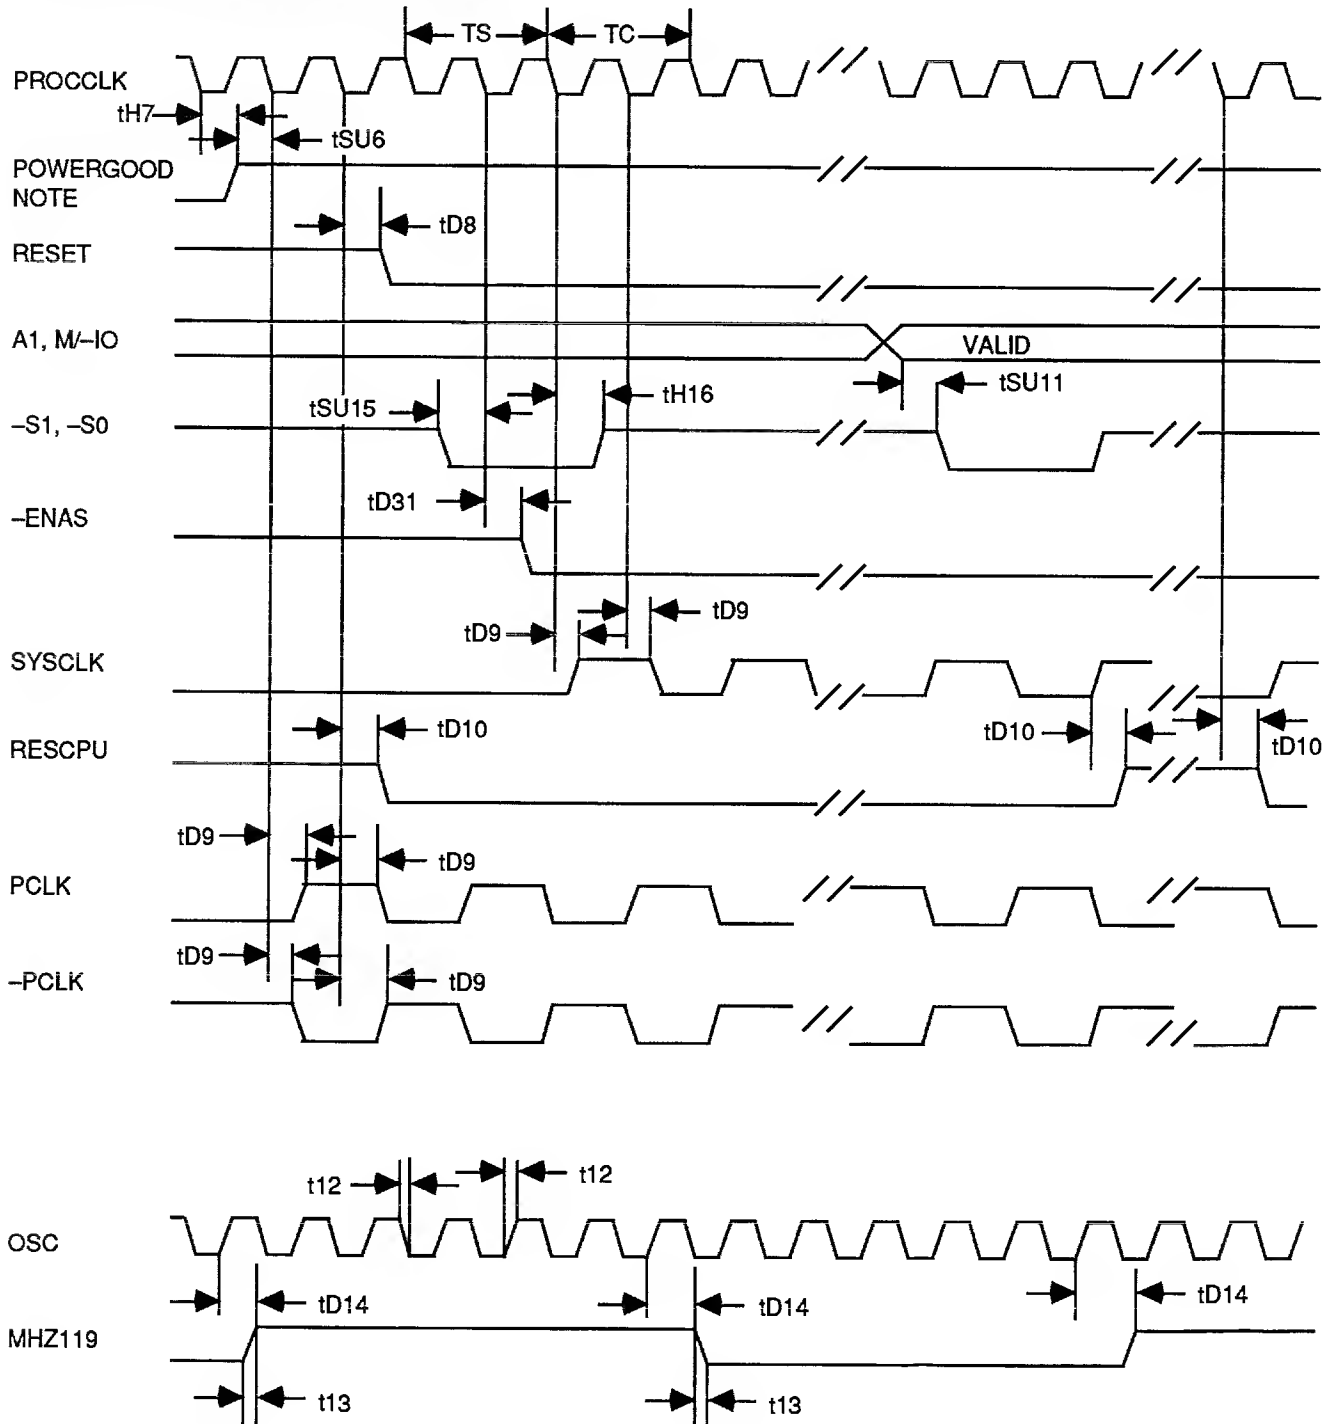 TS
TC
PROCCLK
tH7
tSU6
POWERGOOD
NOTE
tD8
RESET
A1, M/–IO
VALID
tSU11
tH16
tSU15
–S1, –S0
tD31
–ENAS
tD9
tD9
SYSCLK
tD10
tD10
tD10
RESCPU
tD9
tD9
PCLK
tD9
tD9
–PCLK
t12
t12
OSC
tD14
tD14
tD14
MHZ119
t13
t13